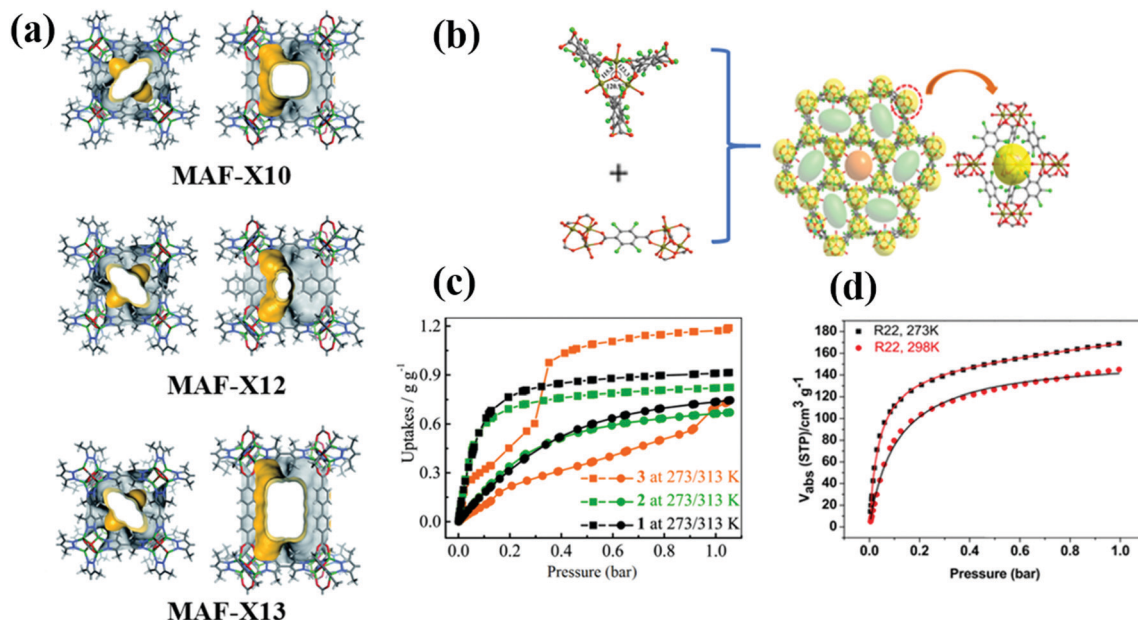 (a)
MAF-X10
MAF-X12
MAF-X13
(b)
+
(c)
Uptakes / g g⁻¹
1.2
0.9
0.6
0.3
0.0
3 at 273/313 K
2 at 273/313 K
1 at 273/313 K
0.0 0.2 0.4 0.6 0.8 1.0
Pressure (bar)
(d)
V_abs (STP)/cm³ g⁻¹
180
160
140
120
100
80
60
40
20
0
R22, 273K
R22, 298K
0.0 0.2 0.4 0.6 0.8 1.0
Pressure (bar)